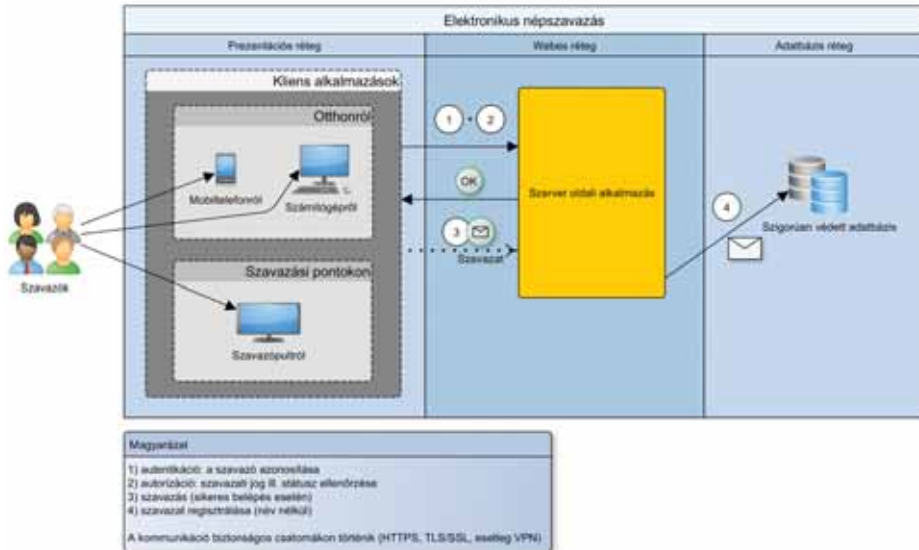 Elektronikus népszavazás
Prezentációs réteg
Webes réteg
Adatbázis réteg
Kliens alkalmazások
Otthonról
1 • 2
Mobiltelefonról
Számítógépről
OK
Szerver oldali alkalmazás
4
3
Szavazat
Szigorúan védett adatbázis
Szavazók
Szavazási pontokon
Szavazópultról
Magyarázat
1) autentikáció: a szavazó azonosítása
2) autorizáció: szavazati jog ill. státusz ellenőrzése
3) szavazás (sikeres belépés esetén)
4) szavazat regisztrálása (név nélkül)
A kommunikáció biztonságos csatornákon történik (HTTPS, TLS/SSL, esetleg VPN)